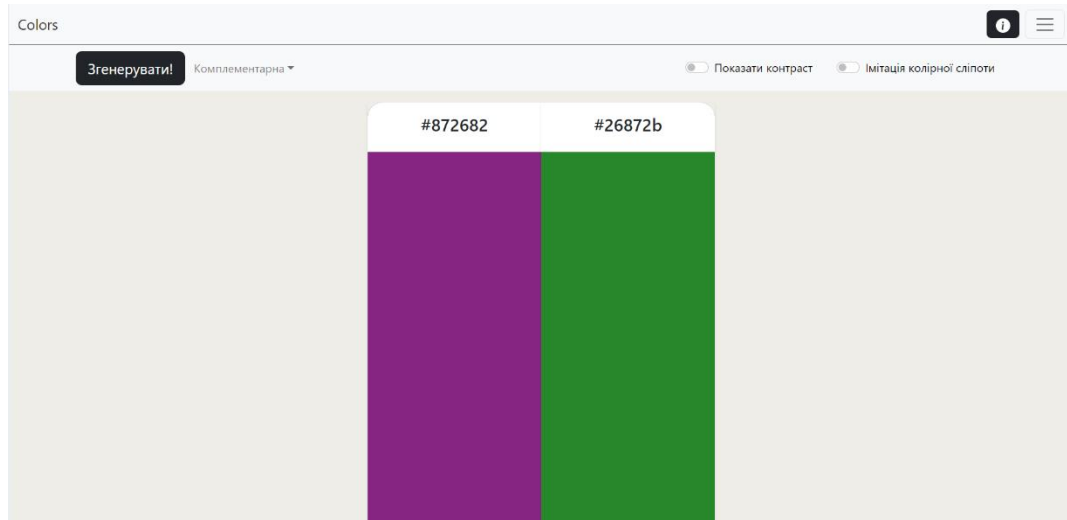 Colors
Згенерувати! Комплементарна Показати контраст Імітація колірної сліпоти
#872682 #26872b